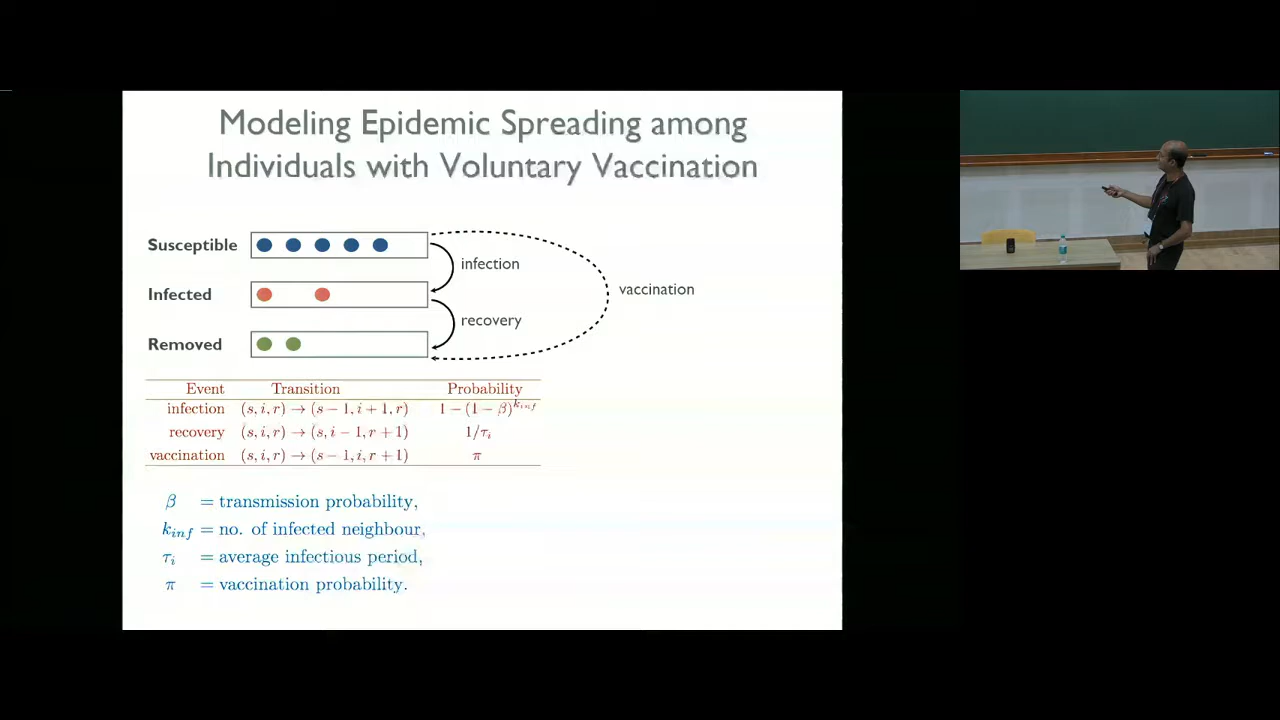 Modeling Epidemic Spreading among
Individuals with Voluntary Vaccination
Susceptible
infection
Infected
vaccination
recovery
Removed
Event Transition Probability
infection (s, i, r) → (s − 1, i + 1, r) 1 − (1 − β)^{k_{inf}}
recovery (s, i, r) → (s, i − 1, r + 1) 1/τ_i
vaccination (s, i, r) → (s − 1, i, r + 1) π
β = transmission probability,
k_{inf} = no. of infected neighbour,
τ_i = average infectious period,
π = vaccination probability.